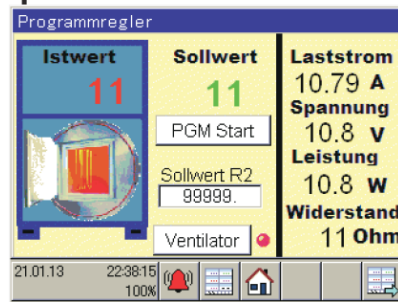 Programmregler
Istwert
11
Sollwert
11
PGM Start
Sollwert R2
99999.
Ventilator
Laststrom
10.79 A
Spannung
10.8 V
Leistung
10.8 W
Widerstand
11 Ohm
21.01.13 22:38:15
100%